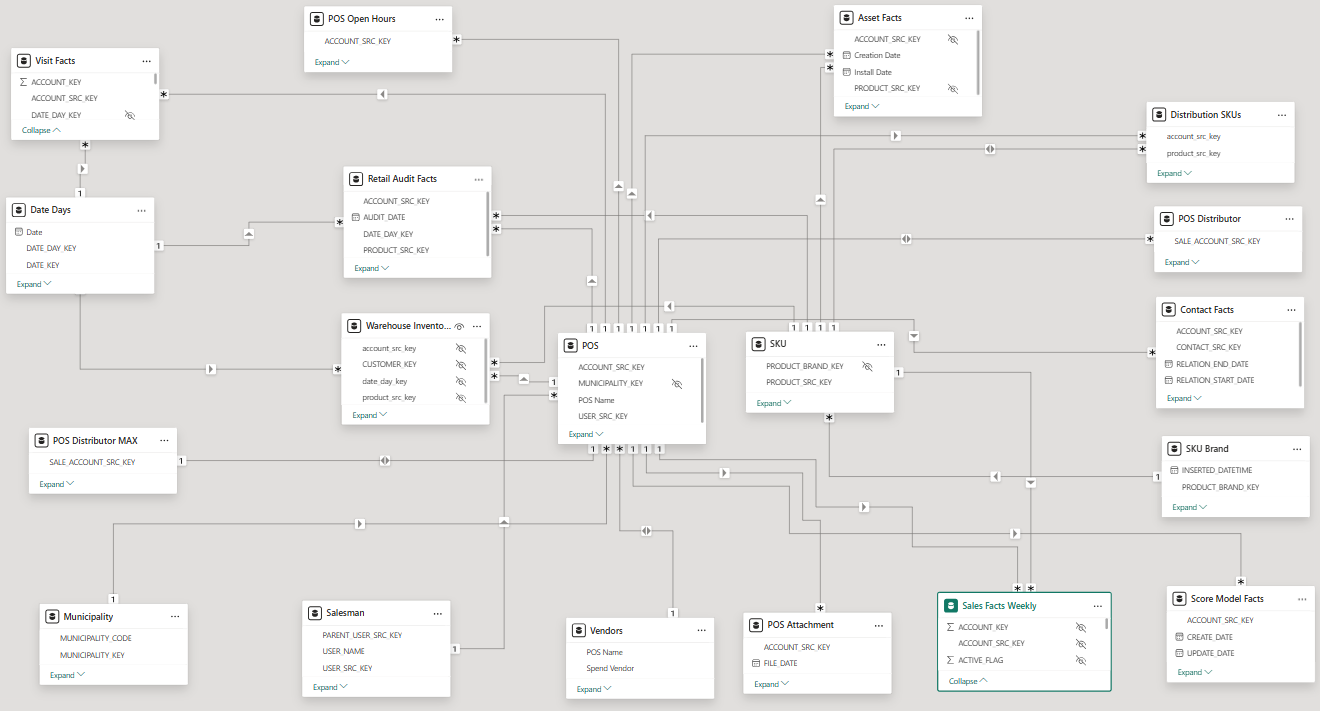 POS Open Hours
ACCOUNT_SRC_KEY
Expand
Asset Facts
ACCOUNT_SRC_KEY
Creation Date
Install Date
PRODUCT_SRC_KEY
Expand
Visit Facts
ACCOUNT_KEY
ACCOUNT_SRC_KEY
DATE_DAY_KEY
Collapse
Distribution SKUs
account_src_key
product_src_key
Expand
Retail Audit Facts
ACCOUNT_SRC_KEY
AUDIT_DATE
DATE_DAY_KEY
PRODUCT_SRC_KEY
Expand
Date Days
Date
DATE_DAY_KEY
DATE_KEY
Expand
POS Distributor
SALE_ACCOUNT_SRC_KEY
Expand
Contact Facts
ACCOUNT_SRC_KEY
CONTACT_SRC_KEY
RELATION_END_DATE
RELATION_START_DATE
Expand
Warehouse Invento...
account_src_key
CUSTOMER_KEY
date_day_key
product_src_key
Expand
POS
ACCOUNT_SRC_KEY
MUNICIPALITY_KEY
POS Name
USER_SRC_KEY
Expand
SKU
PRODUCT_BRAND_KEY
PRODUCT_SRC_KEY
Expand
POS Distributor MAX
SALE_ACCOUNT_SRC_KEY
Expand
SKU Brand
INSERTED_DATETIME
PRODUCT_BRAND_KEY
Expand
Municipality
MUNICIPALITY_CODE
MUNICIPALITY_KEY
Expand
Salesman
PARENT_USER_SRC_KEY
USER_NAME
USER_SRC_KEY
Expand
Vendors
POS Name
Spend Vendor
Expand
POS Attachment
ACCOUNT_SRC_KEY
FILE_DATE
Expand
Sales Facts Weekly
ACCOUNT_KEY
ACCOUNT_SRC_KEY
ACTIVE_FLAG
Collapse
Score Model Facts
ACCOUNT_SRC_KEY
CREATE_DATE
UPDATE_DATE
Expand